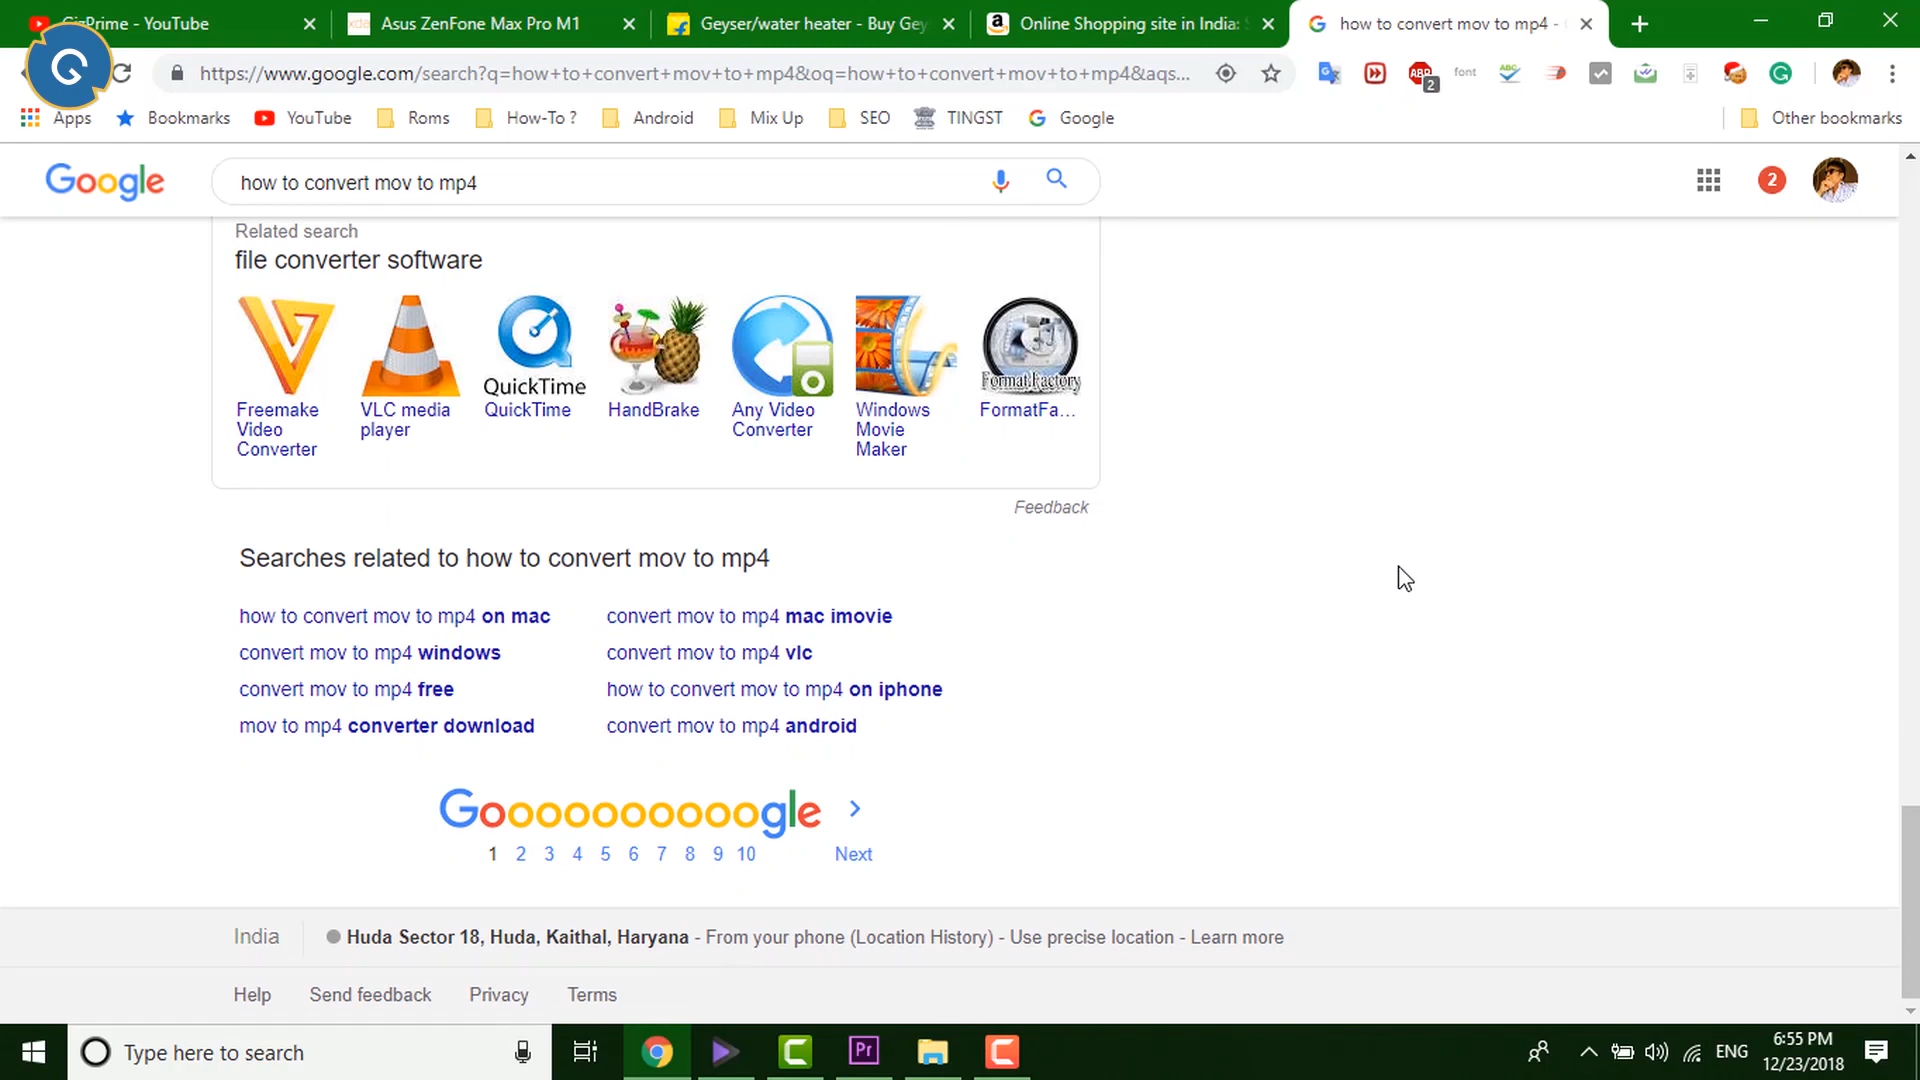 GizPrime - YouTube
Asus ZenFone Max Pro M1
Geyser/water heater - Buy Gey
Online Shopping site in India: S
how to convert mov to mp4 -
https://www.google.com/search?q=how+to+convert+mov+to+mp4&oq=how+to+convert+mov+to+mp4&aqs...
ABP
2
font
ABC
Apps
Bookmarks
YouTube
Roms
How-To ?
Android
Mix Up
SEO
TINGST
Google
Other bookmarks
Google
how to convert mov to mp4
2
Related search
file converter software
QuickTime
Format Factory
Freemake Video Converter
VLC media player
QuickTime
HandBrake
Any Video Converter
Windows Movie Maker
FormatFa...
Feedback
Searches related to how to convert mov to mp4
how to convert mov to mp4 on mac
convert mov to mp4 mac imovie
convert mov to mp4 windows
convert mov to mp4 vlc
convert mov to mp4 free
how to convert mov to mp4 on iphone
mov to mp4 converter download
convert mov to mp4 android
Goooooooooogle >
1 2 3 4 5 6 7 8 9 10 Next
India
Huda Sector 18, Huda, Kaithal, Haryana - From your phone (Location History) - Use precise location - Learn more
Help Send feedback Privacy Terms
Type here to search
Pr
ENG
6:55 PM
12/23/2018